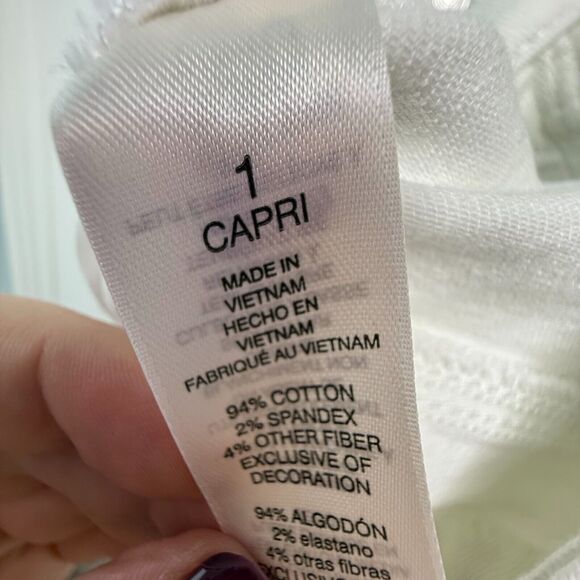 1
CAPRI
MADE IN
VIETNAM
HECHO EN
VIETNAM
FABRIQUÉ AU VIETNAM
94% COTTON
2% SPANDEX
4% OTHER FIBER
EXCLUSIVE OF
DECORATION
94% ALGODÓN
2% elastano
4% otras fibras